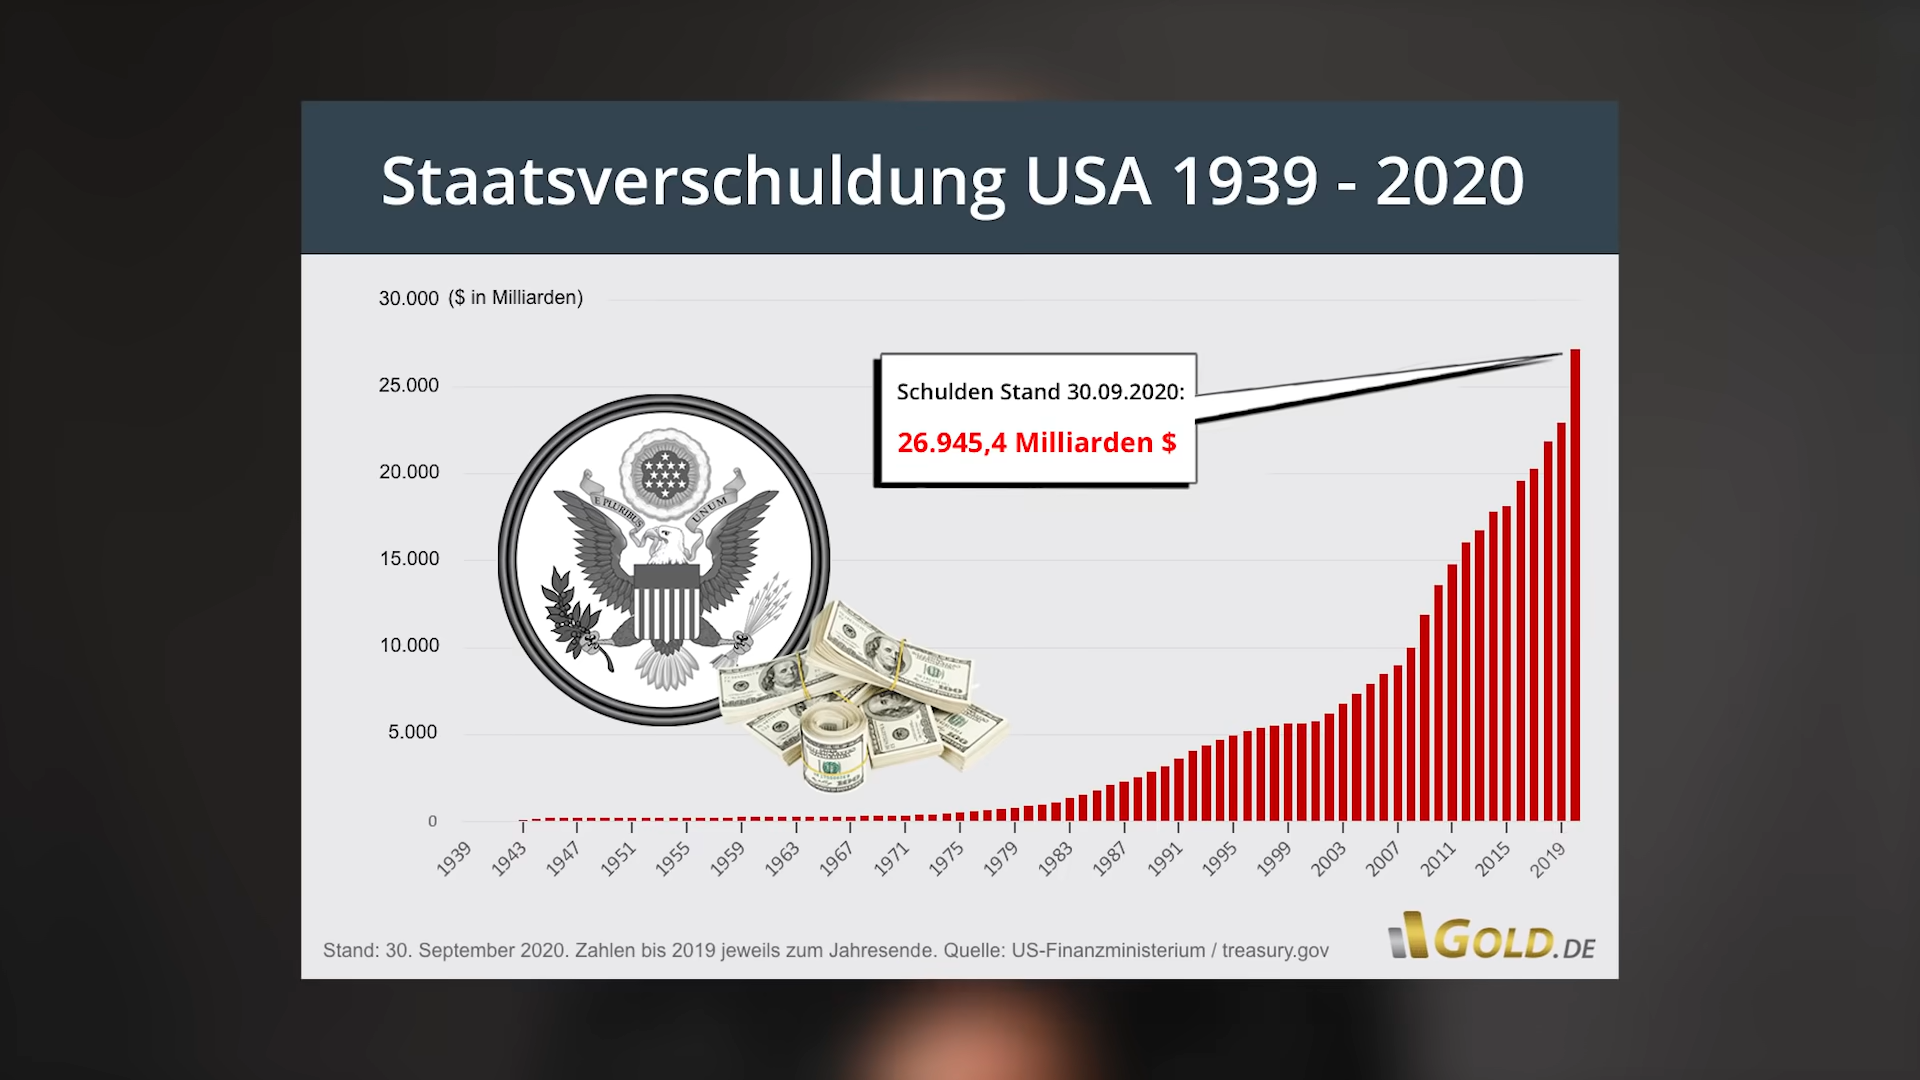 Staatsverschuldung USA 1939 - 2020
30.000 ($ in Milliarden)
25.000
20.000
15.000
10.000
5.000
0
Schulden Stand 30.09.2020:
26.945,4 Milliarden $
E PLURIBUS UNUM
100
100
100
1939 1943 1947 1951 1955 1959 1963 1967 1971 1975 1979 1983 1987 1991 1995 1999 2003 2007 2011 2015 2019
Stand: 30. September 2020. Zahlen bis 2019 jeweils zum Jahresende. Quelle: US-Finanzministerium / treasury.gov
GOLD.DE